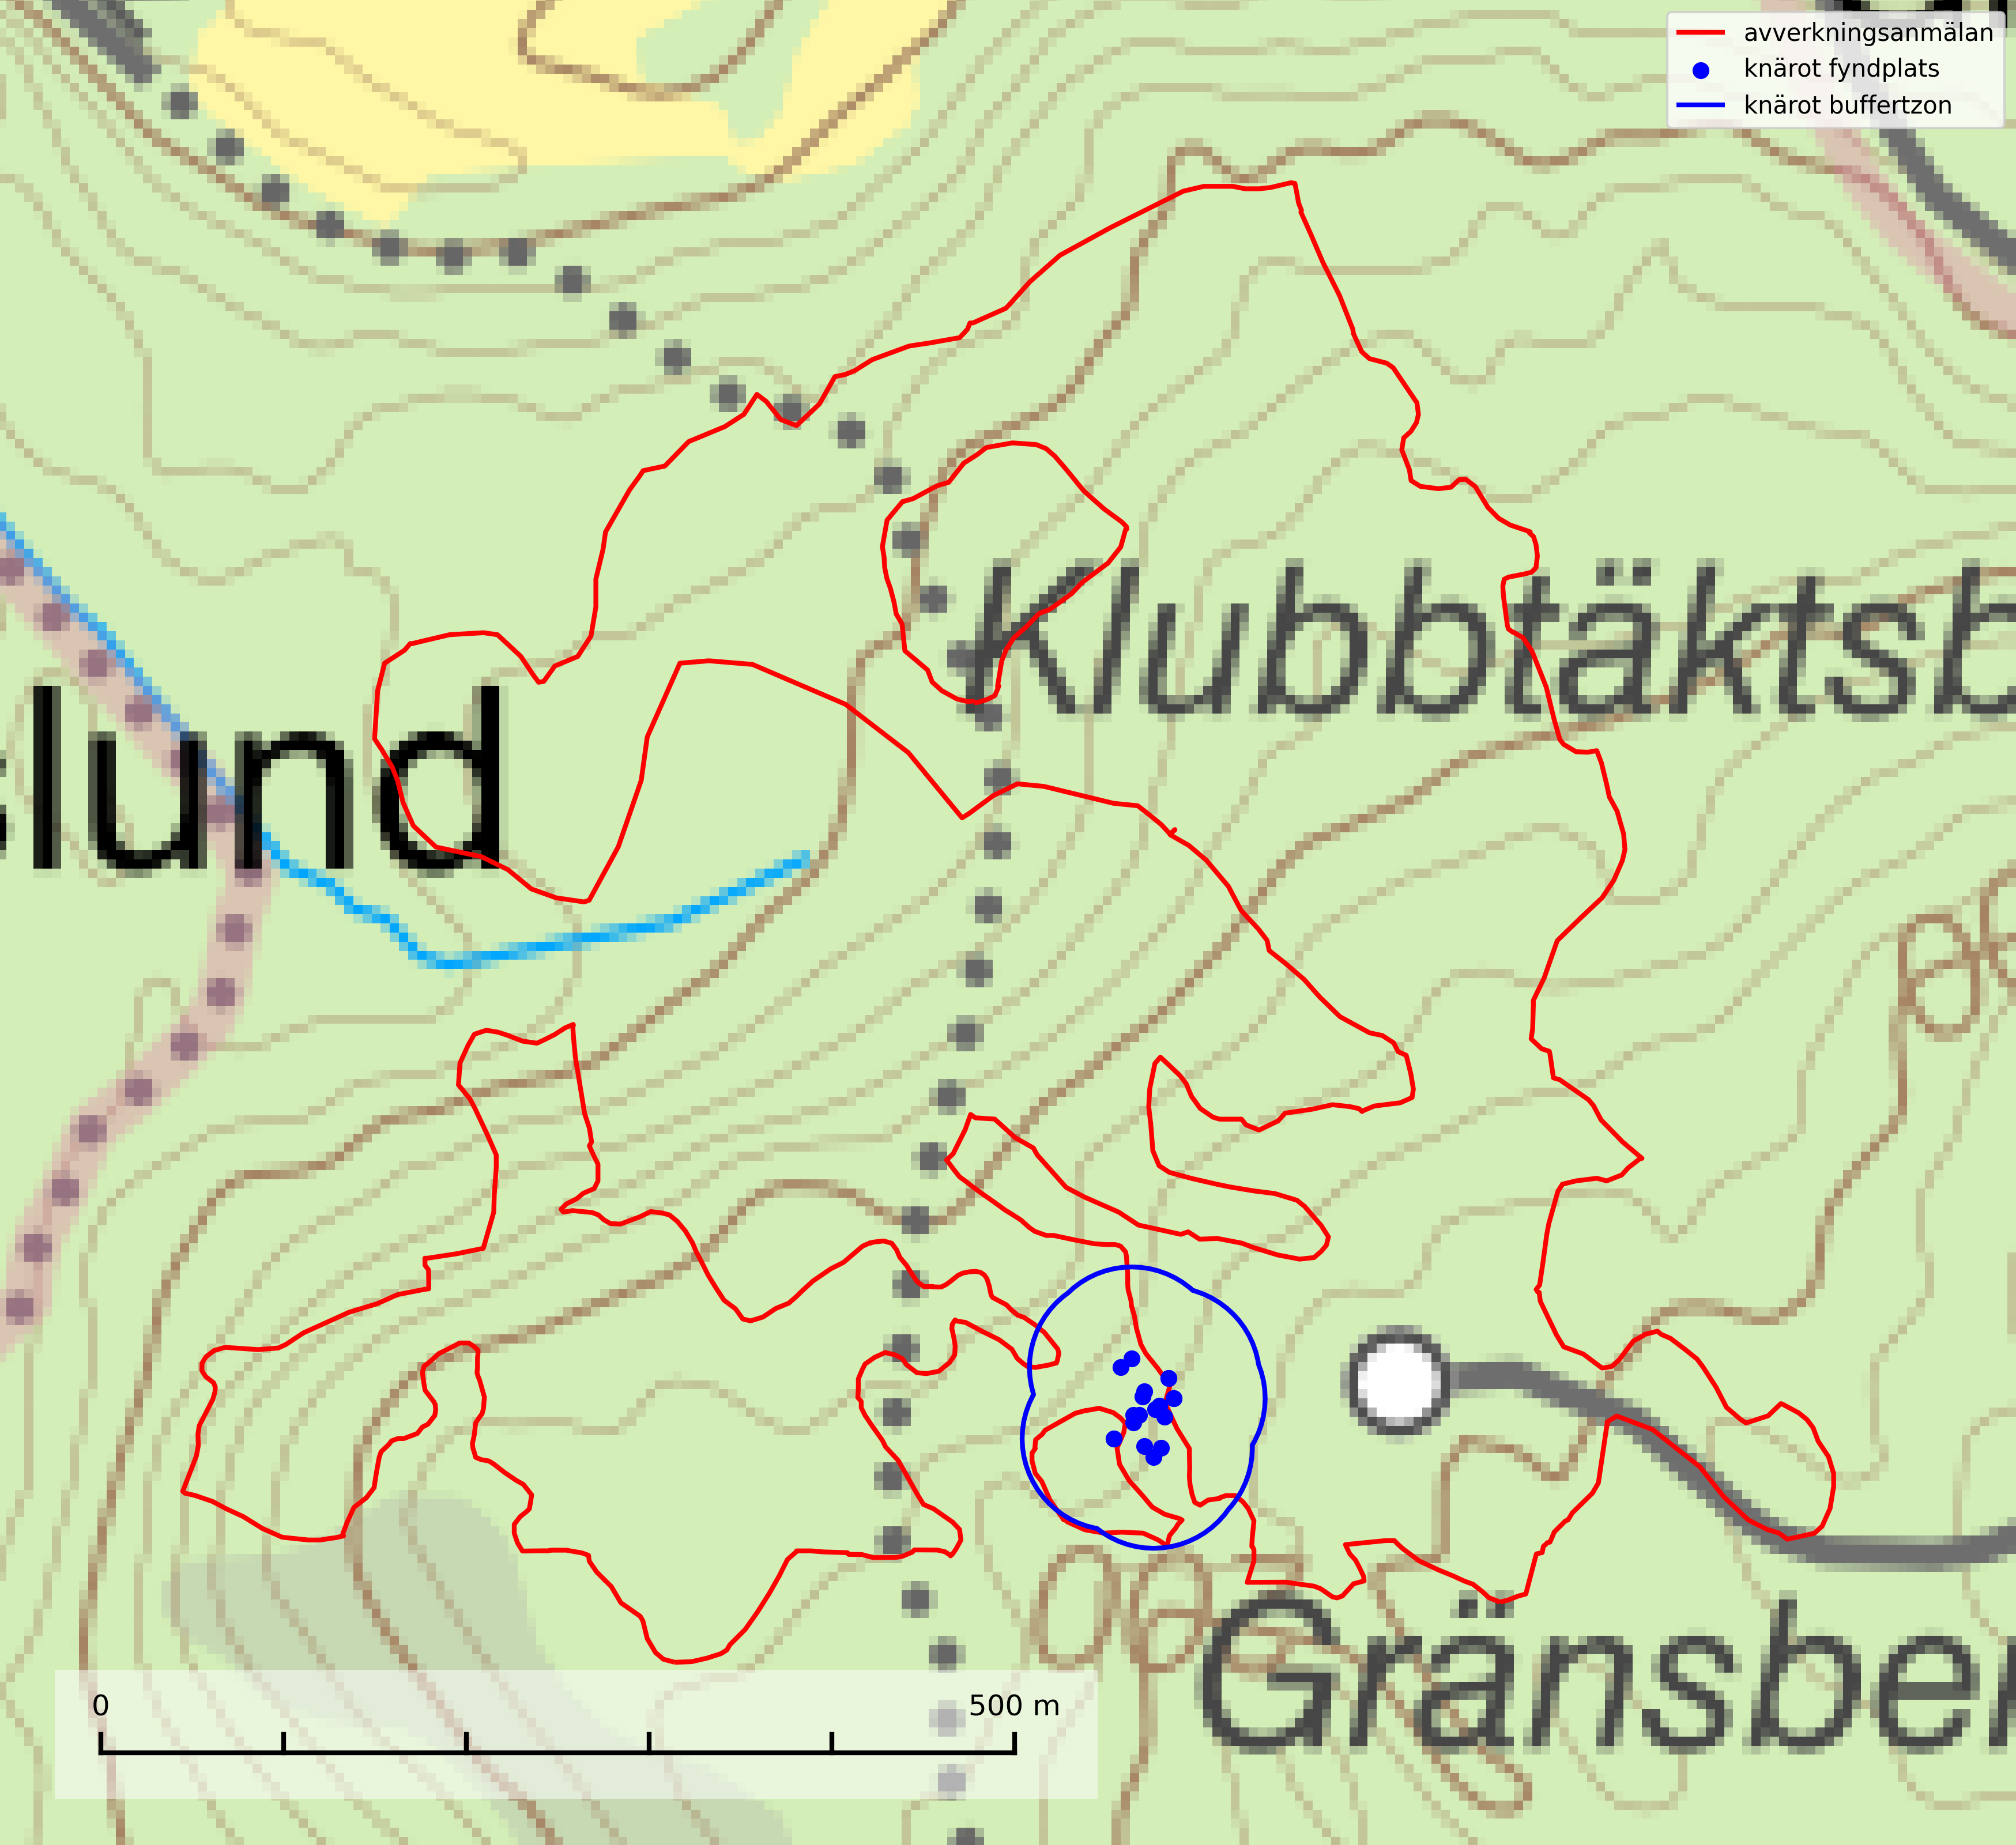 avverkningsanmälan
knärot fyndplats
knärot buffertzon
Klubbtäktsb
lund
Gränsber
0
500 m